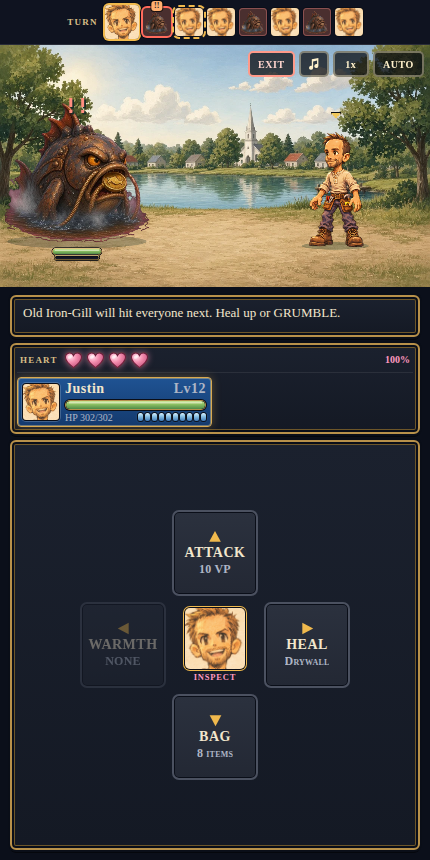 TURN
!!
EXIT
1x
AUTO
Old Iron-Gill will hit everyone next. Heal up or GRUMBLE.
HEART
100%
Justin
Lv12
HP 302/302
ATTACK
10 VP
WARMTH
NONE
HEAL
DRYWALL
INSPECT
BAG
8 ITEMS